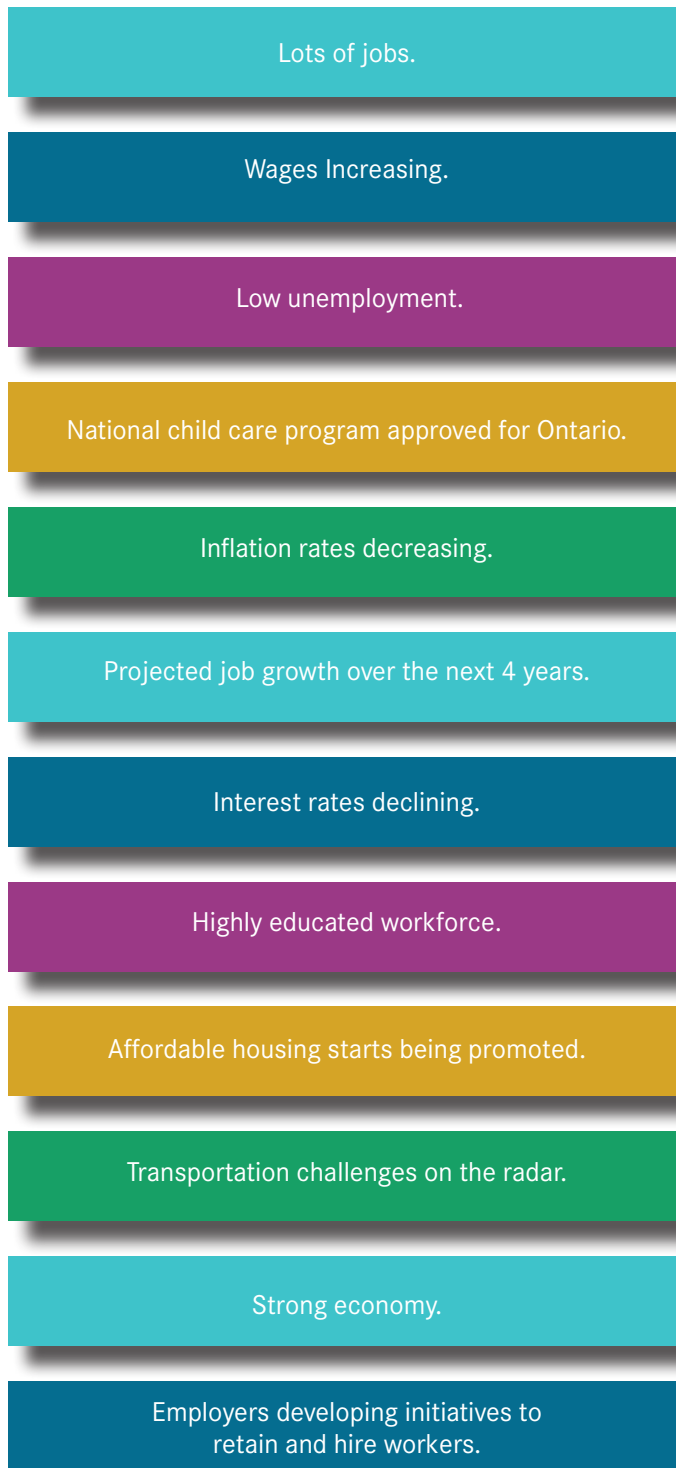 Lots of jobs.
Wages Increasing.
Low unemployment.
National child care program approved for Ontario.
Inflation rates decreasing.
Projected job growth over the next 4 years.
Interest rates declining.
Highly educated workforce.
Affordable housing starts being promoted.
Transportation challenges on the radar.
Strong economy.
Employers developing initiatives to
retain and hire workers.